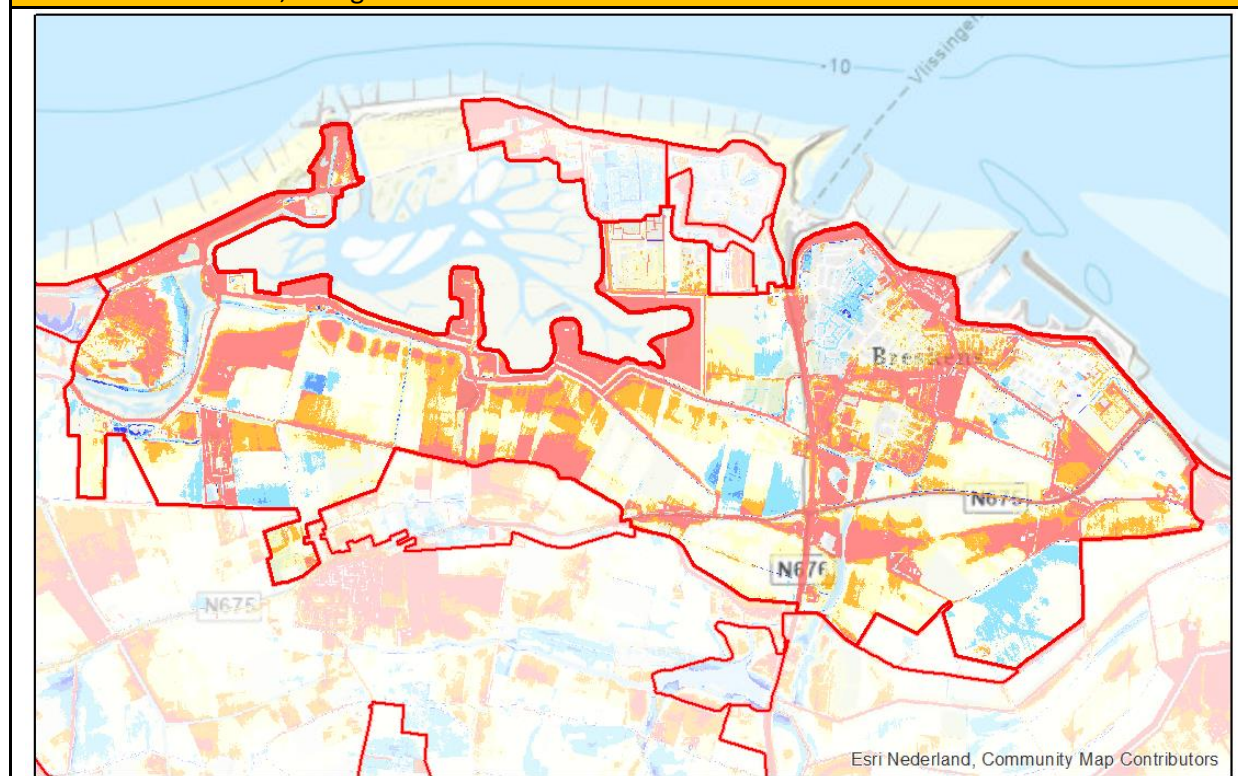 -10
Vlissingen
Breskens
N675
N676
N675
Esri Nederland, Community Map Contributors